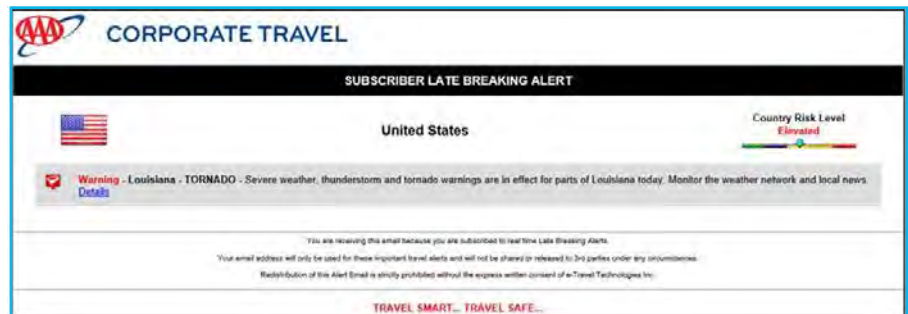 AAA CORPORATE TRAVEL
SUBSCRIBER LATE BREAKING ALERT
United States
Country Risk Level
Elevated
Warning - Louisiana - TORNADO - Severe weather, thunderstorm and tornado warnings are in effect for parts of Louisiana today. Monitor the weather network and local news.
Details
You are receiving this email because you are subscribed to real time Late Breaking Alerts.
Your email address will only be used for these important travel alerts and will not be shared or released to 3rd parties under any circumstances.
Redistribution of this Alert Email is strictly prohibited without the express written consent of e-Travel Technologies Inc.
TRAVEL SMART... TRAVEL SAFE...